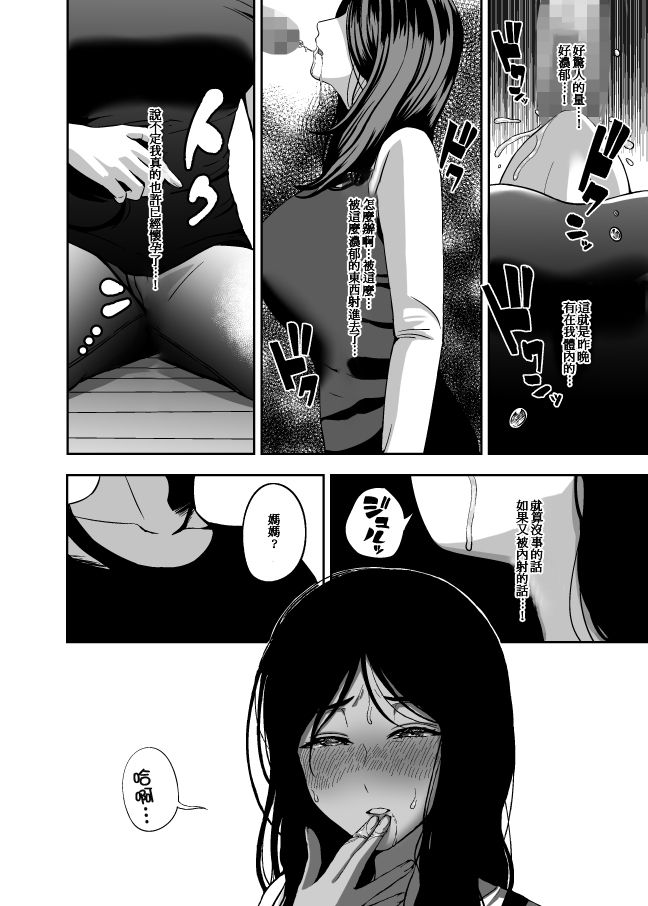 好驚人的量…
好濃郁…！
ドクン
ドクッ
這就是昨晚
有在我體內的…
ドクンッ
怎麼辦啊…被這麼…
被這麼濃郁的東西射進去了…
ドクッ
說不定我真的也許已經懷孕了…！
就算沒事的話
如果又被內射的話…！
ジュルッ
媽媽？
哈啊…